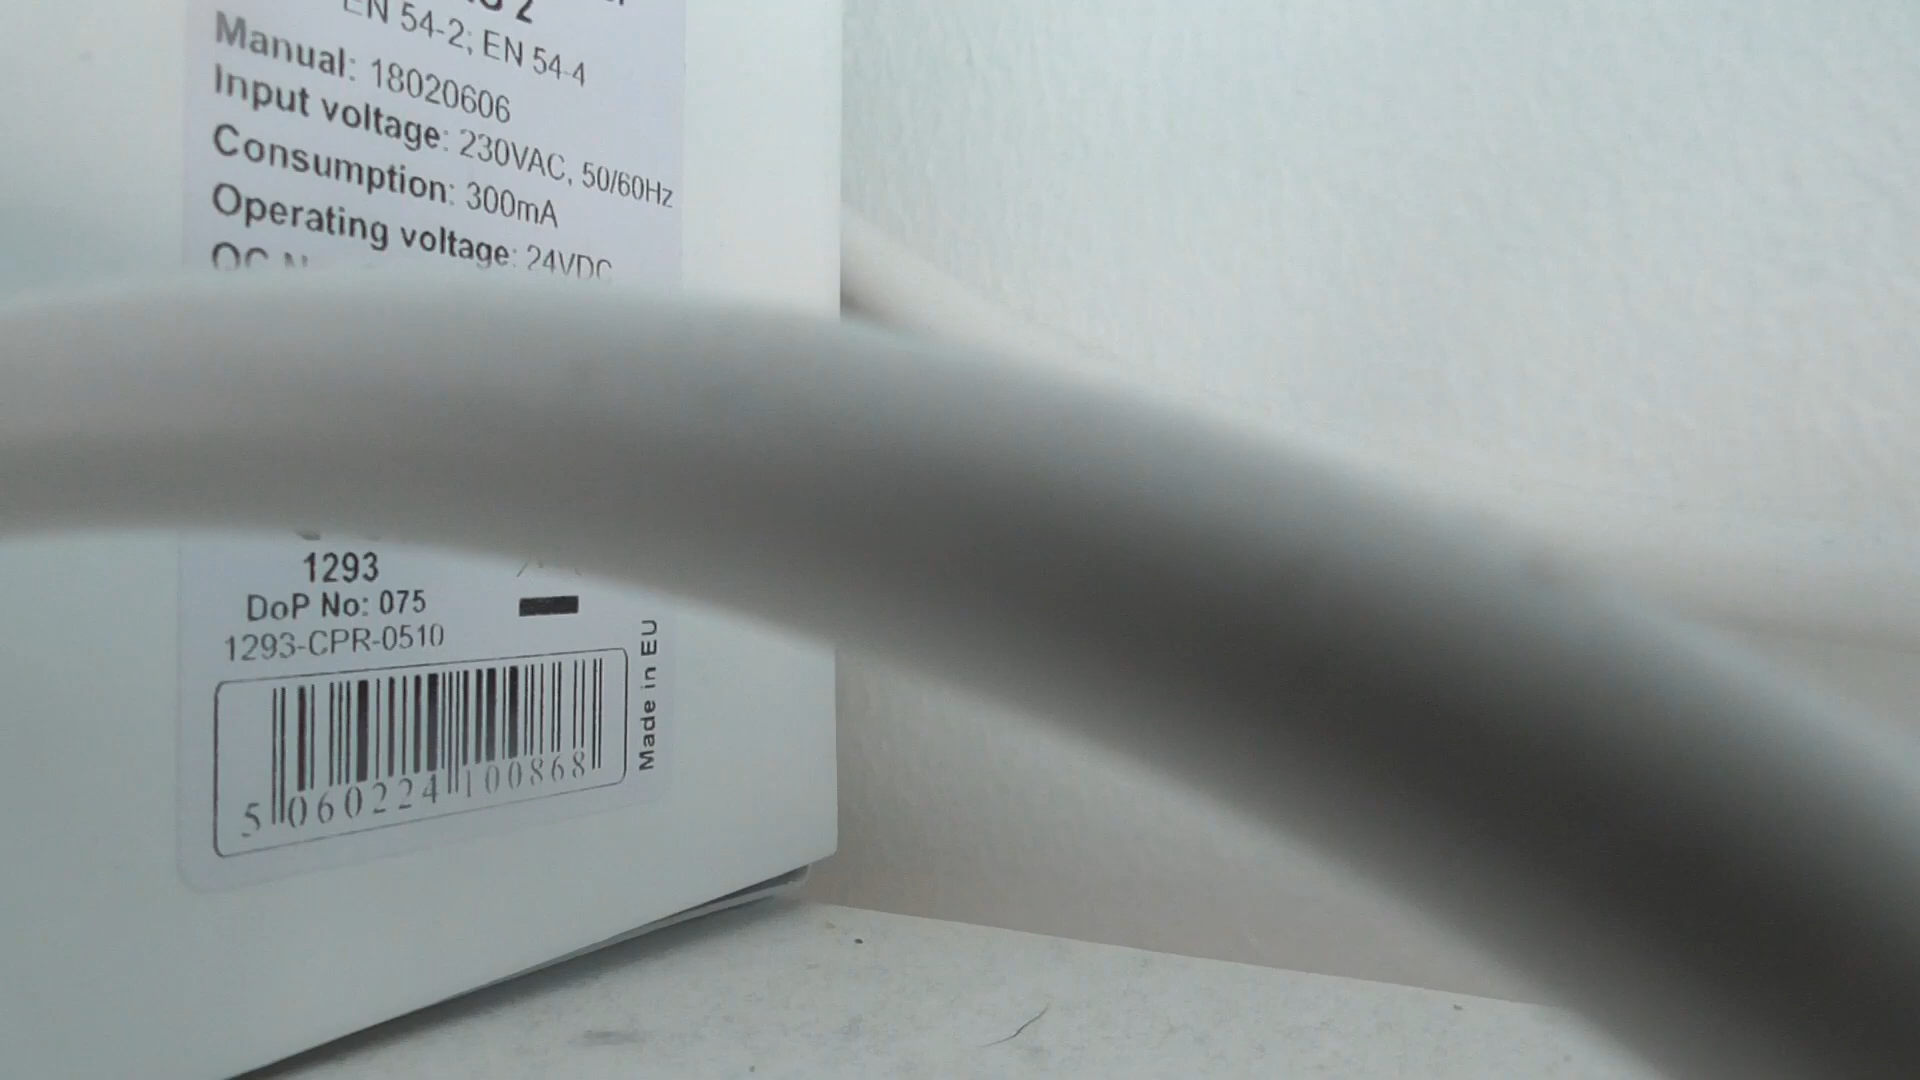 2
EN 54-2; EN 54-4
Manual: 18020606
Input voltage: 230VAC, 50/60Hz
Consumption: 300mA
Operating voltage: 24VDC
1293
DoP No: 075
1293-CPR-0510
Made in EU
5 060224 100868